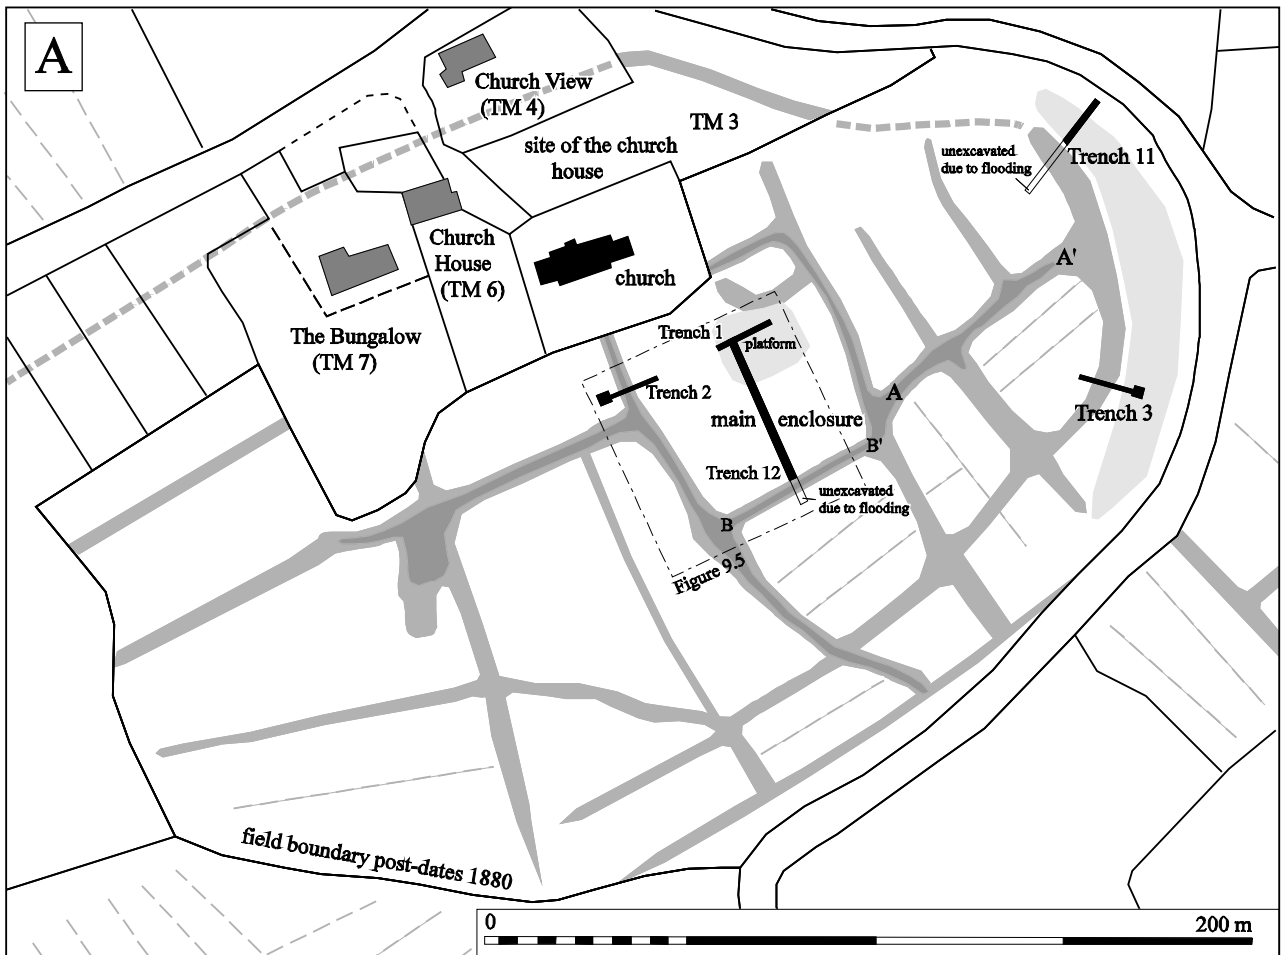 A
Church View
(TM 4)
TM 3
site of the church
house
unexcavated
due to flooding
Trench 11
Church
House
(TM 6)
church
A'
The Bungalow
(TM 7)
Trench 1
platform
Trench 2
A
main enclosure
Trench 3
B'
Trench 12
unexcavated
due to flooding
B
Figure 9.5
field boundary post-dates 1880
0
200 m